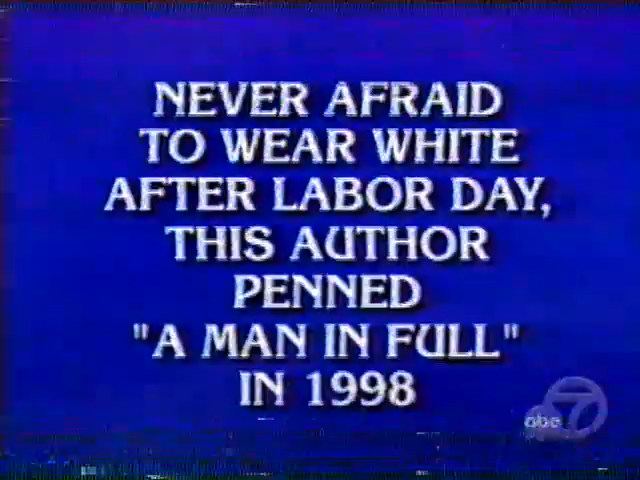 NEVER AFRAID
TO WEAR WHITE
AFTER LABOR DAY,
THIS AUTHOR
PENNED
"A MAN IN FULL"
IN 1998
abc 7